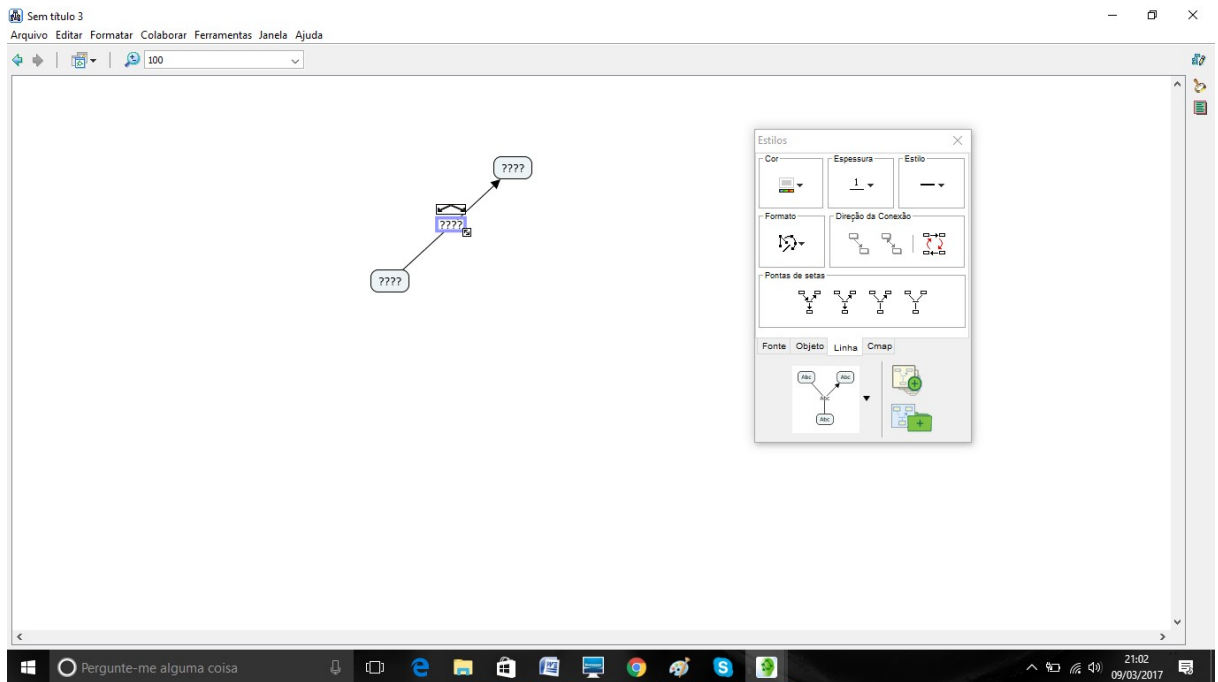 Sem título 3
Arquivo Editar Formatar Colaborar Ferramentas Janela Ajuda
100
????
????
????
Estilos
Cor Espessura Estilo
1
Formato Direção da Conexão
Pontas de setas
Fonte Objeto Linha Cmap
Abc Abc
Abc
Abc
Pergunte-me alguma coisa
21:02
09/03/2017